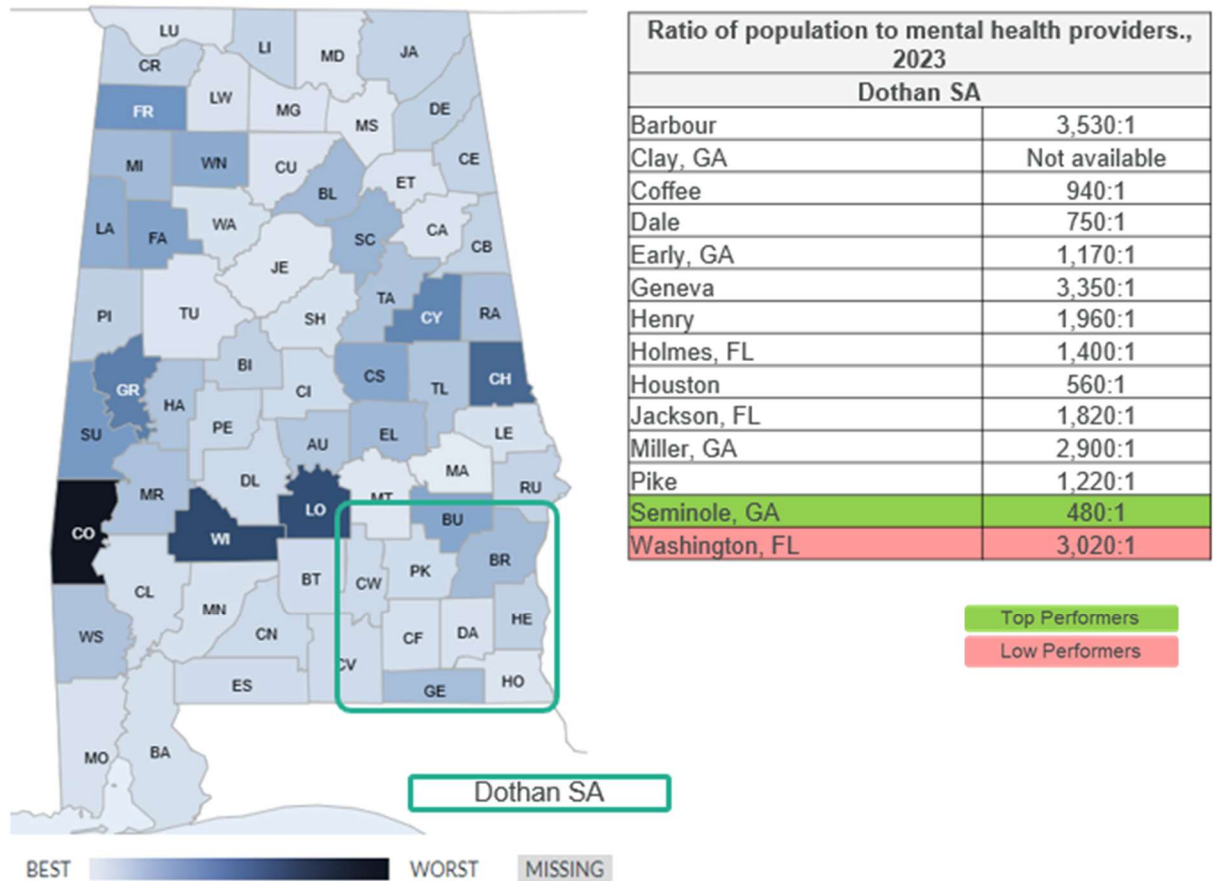 LU
LI
MD
JA
CR
FR
LW
MG
MS
DE
MI
WN
CU
BL
ET
CE
LA
FA
WA
SC
CA
CB
JE
PI
TU
SH
TA
CY
RA
GR
BI
CS
CH
HA
CI
TL
SU
PE
AU
EL
LE
MR
DL
MA
RU
CO
WI
LO
MT
BU
BR
CL
BT
CW
PK
WS
MN
CN
CF
DA
HE
CV
ES
GE
HO
MO
BA
Dothan SA
BEST WORST MISSING
Ratio of population to mental health providers.,
2023
Dothan SA
Barbour 3,530:1
Clay, GA Not available
Coffee 940:1
Dale 750:1
Early, GA 1,170:1
Geneva 3,350:1
Henry 1,960:1
Holmes, FL 1,400:1
Houston 560:1
Jackson, FL 1,820:1
Miller, GA 2,900:1
Pike 1,220:1
Seminole, GA 480:1
Washington, FL 3,020:1
Top Performers
Low Performers